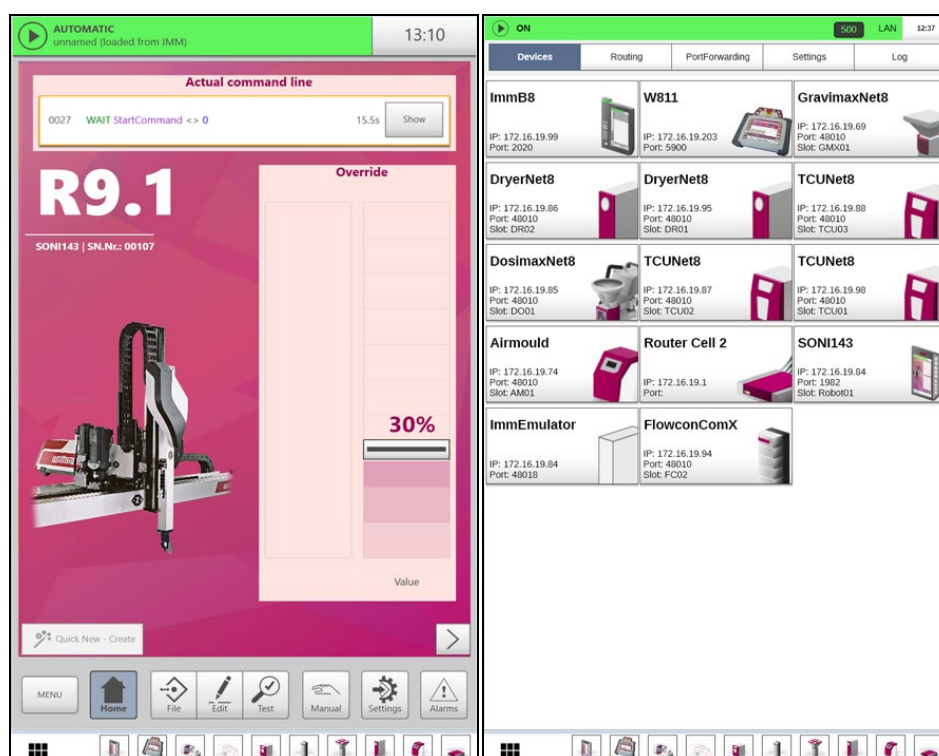 AUTOMATIC
unnamed (loaded from IMM)
13:10
Actual command line
0027 WAIT StartCommand <> 0 15.5s Show
R9.1
SONI143 | SN.Nr.: 00107
Override
30%
Value
Quick New - Create
MENU
Home
File
Edit
Test
Manual
Settings
Alarms
ON
500
LAN
12:37
Devices
Routing
PortForwarding
Settings
Log
ImmB8
IP: 172.16.19.99
Port: 2020
W811
IP: 172.16.19.203
Port: 5900
GravimaxNet8
IP: 172.16.19.69
Port: 48010
Slot: GMX01
DryerNet8
IP: 172.16.19.86
Port: 48010
Slot: DR02
DryerNet8
IP: 172.16.19.95
Port: 48010
Slot: DR01
TCUNet8
IP: 172.16.19.88
Port: 48010
Slot: TCU03
DosimaxNet8
IP: 172.16.19.85
Port: 48010
Slot: DO01
TCUNet8
IP: 172.16.19.87
Port: 48010
Slot: TCU02
TCUNet8
IP: 172.16.19.98
Port: 48010
Slot: TCU01
Airmould
IP: 172.16.19.74
Port: 48010
Slot: AM01
Router Cell 2
IP: 172.16.19.1
Port:
SONI143
IP: 172.16.19.84
Port: 1982
Slot: Robot01
ImmEmulator
IP: 172.16.19.84
Port: 48018
FlowconComX
IP: 172.16.19.94
Port: 48010
Slot: FC02